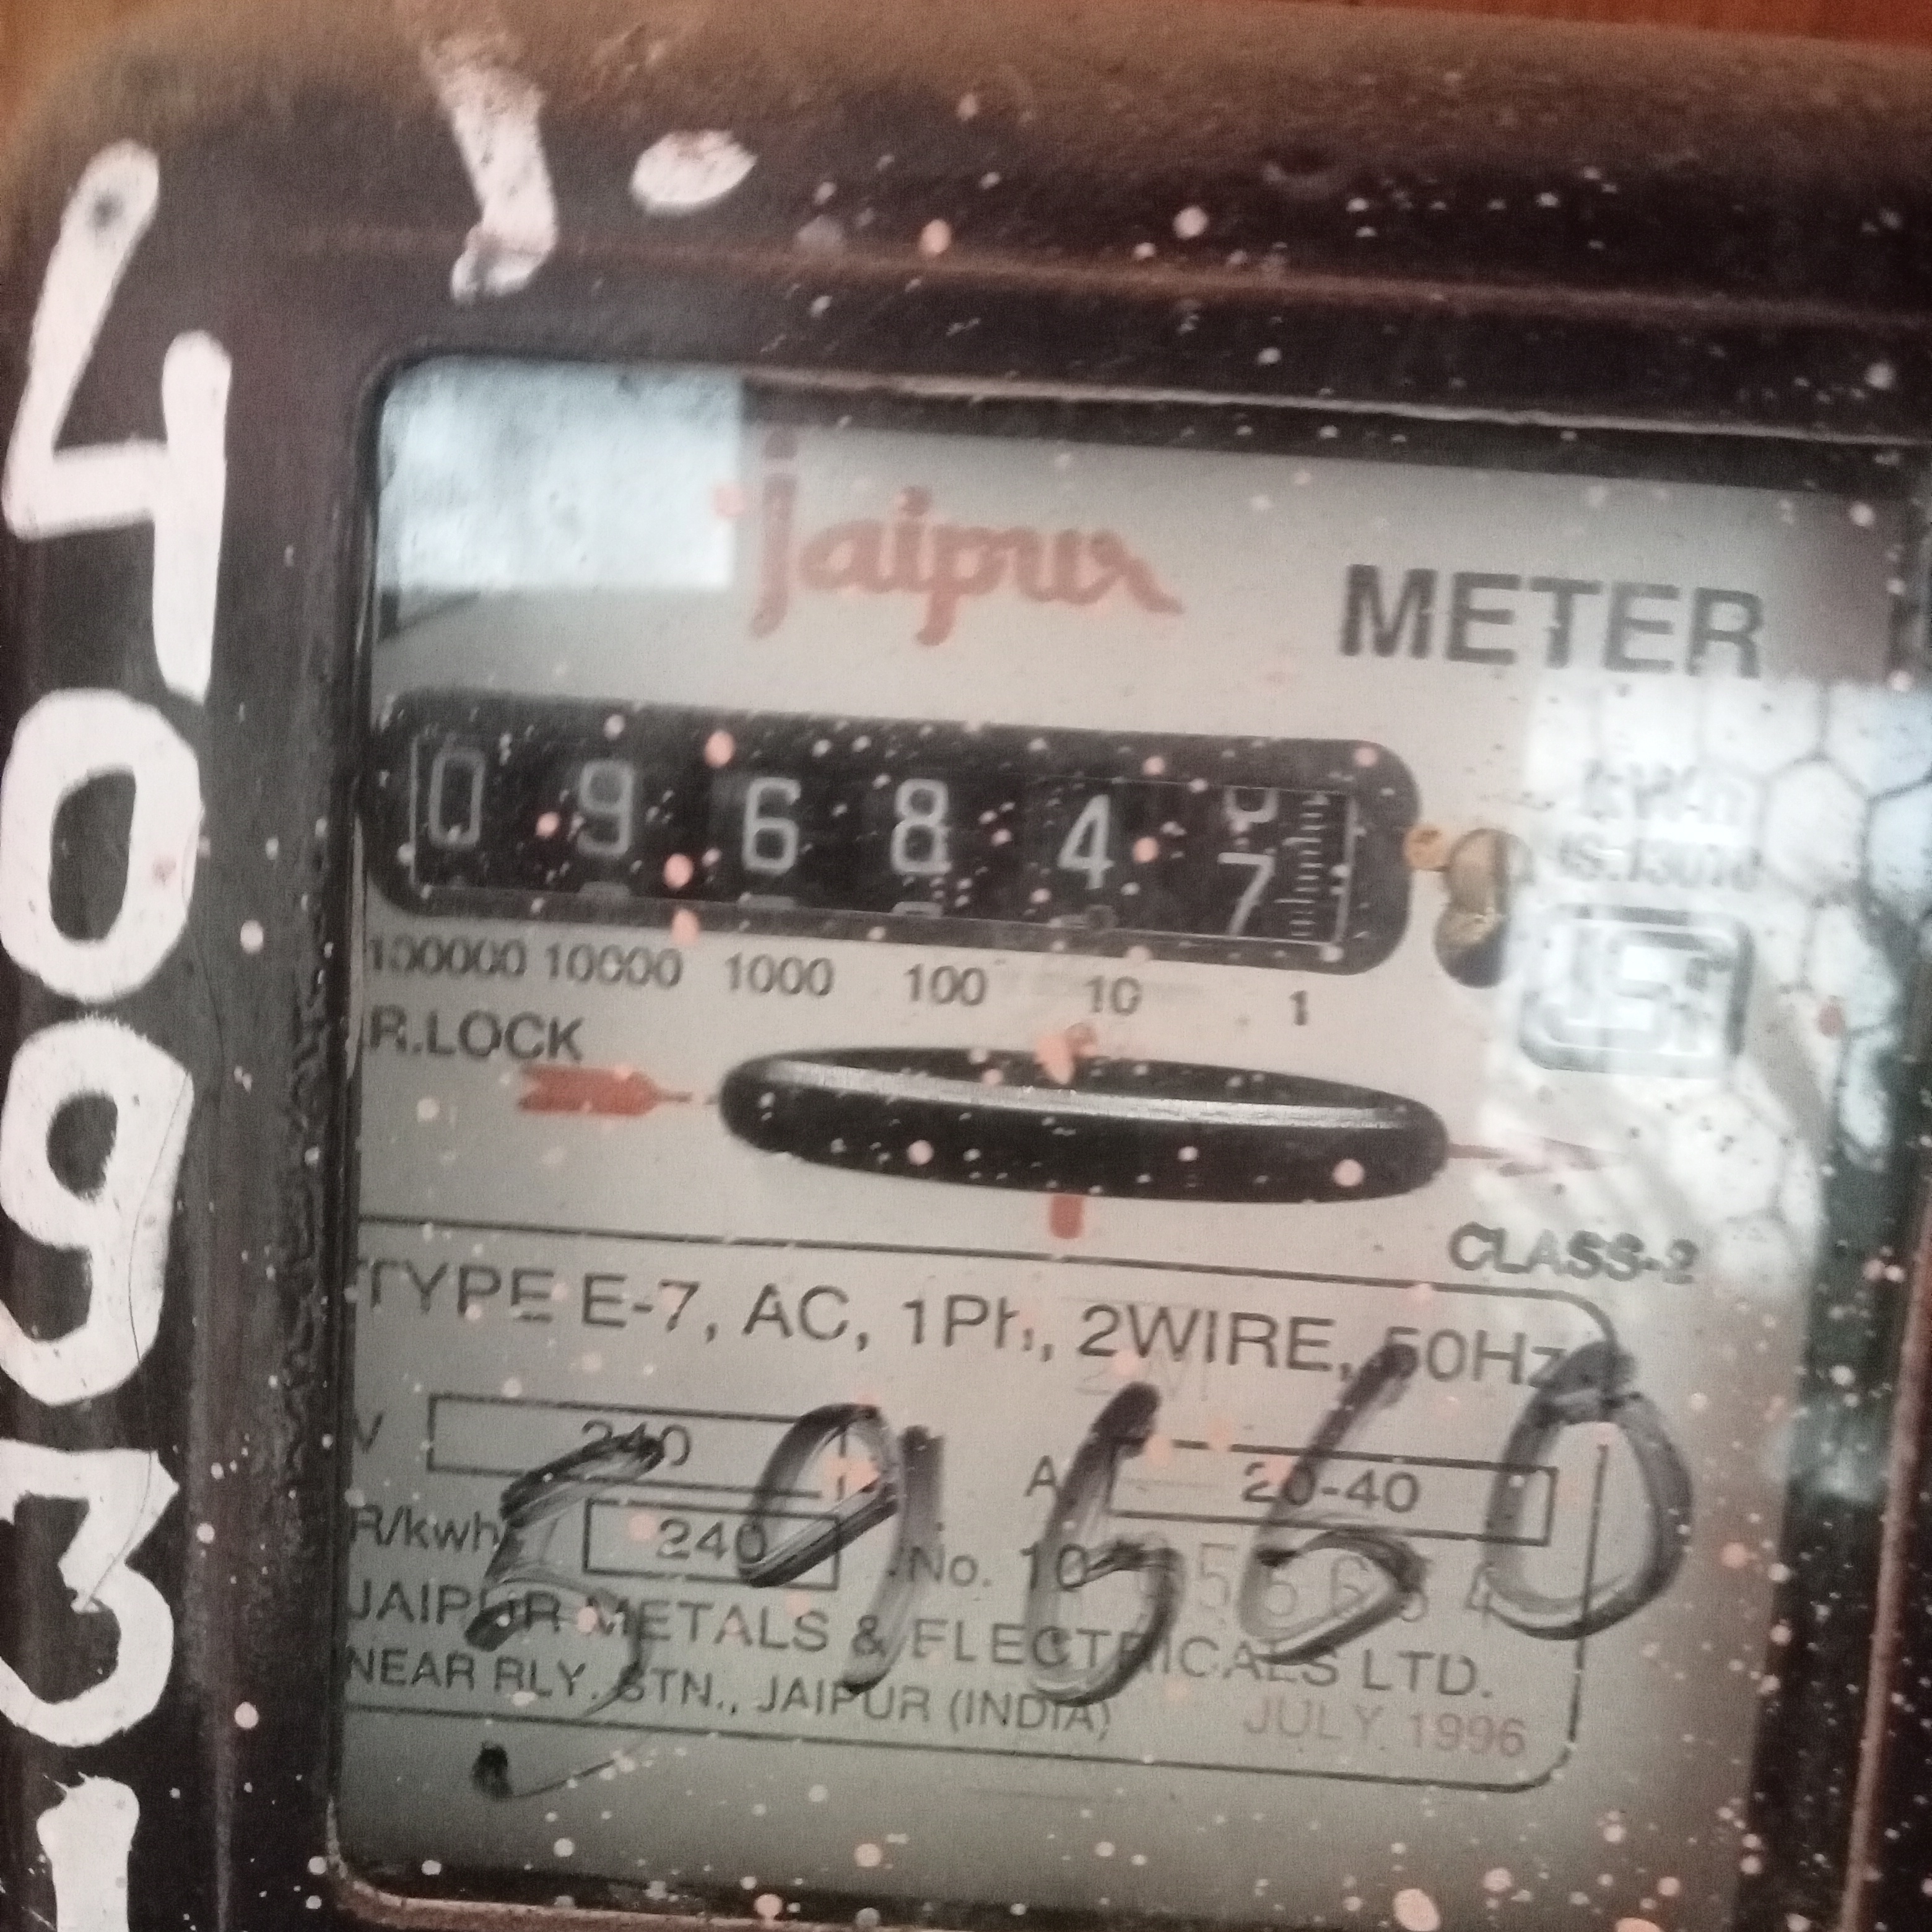 jaipur
METER
0 9 6 8 4 7
100000 10000 1000 100 10 1
R.LOCK
CLASS-2
TYPE E-7, AC, 1Ph, 2WIRE, 50Hz
V 240 A 20-40
R/kwh 240 No. 10
JAIPUR METALS & ELECTRICALS LTD.
NEAR RLY. STN., JAIPUR (INDIA)
JULY 1996
40931